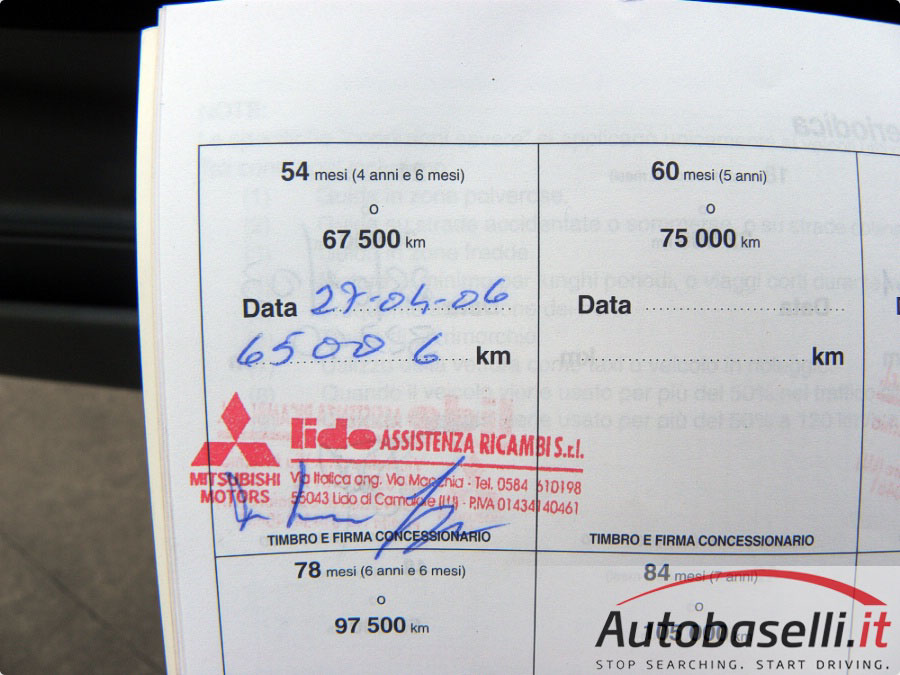 54 mesi (4 anni e 6 mesi)
o
67 500 km
Data 27-04-06
65006 km
lido ASSISTENZA RICAMBI S.r.l.
MITSUBISHI
MOTORS
Via Italica ang. Via Macchia - Tel. 0584 610198
55043 Lido di Camaiore (LU) - P.IVA 01434140461
TIMBRO E FIRMA CONCESSIONARIO
60 mesi (5 anni)
o
75 000 km
Data
km
TIMBRO E FIRMA CONCESSIONARIO
78 mesi (6 anni e 6 mesi)
o
97 500 km
84 mesi (7 anni)
o
105 000 km
Autobaselli.it
STOP SEARCHING. START DRIVING.